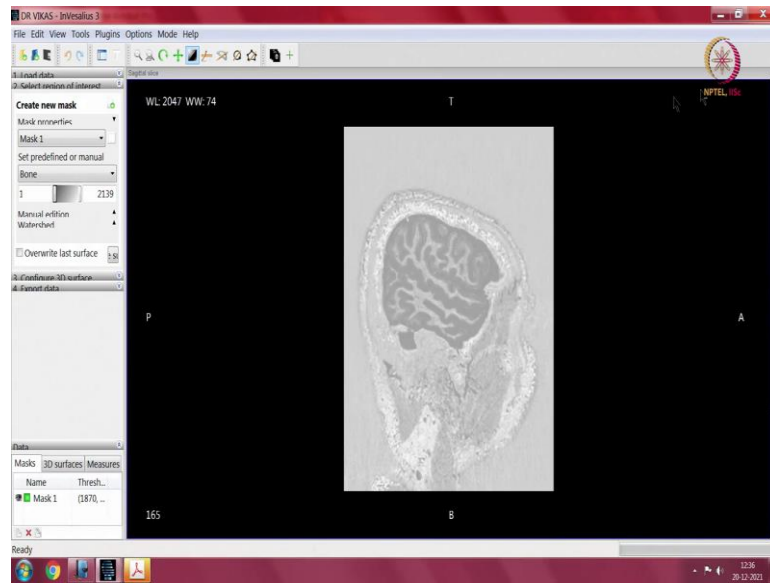 DR VIKAS - InVesalius 3
File Edit View Tools Plugins Options Mode Help
1. Load data
Sagittal slice
2. Select region of interest
NPTEL, IISc
Create new mask
WL: 2047 WW: 74
T
Mask properties
Mask 1
Set predefined or manual
Bone
1 2139
Manual edition
Watershed
Overwrite last surface
3. Configure 3D surface
4. Export data
P
A
Data
Masks 3D surfaces Measures
Name Thresh..
Mask 1 (1870, ...
165
B
Ready
12:36
20-12-2021